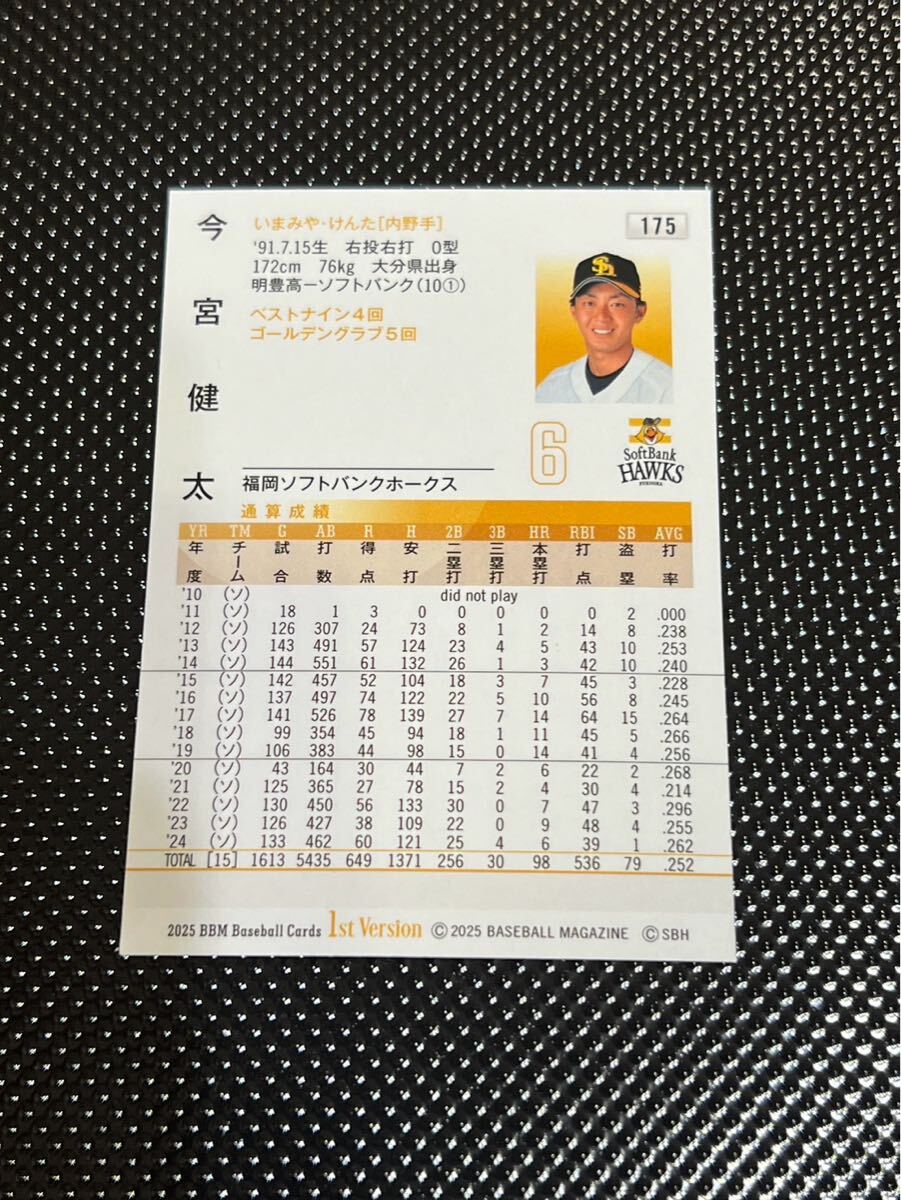 175
今宮健太
いまみや・けんた[内野手]
'91.7.15生 右投右打 O型
172cm 76kg 大分県出身
明豊高ーソフトバンク(10①)
ベストナイン4回
ゴールデングラブ5回
6
SoftBank
HAWKS
FUKUOKA
福岡ソフトバンクホークス
通算成績
YR TM G AB R H 2B 3B HR RBI SB AVG
年度 チーム 試合 打数 得点 安打 二塁打 三塁打 本塁打 打点 盗塁 打率
'10 (ソ) did not play
'11 (ソ) 18 1 3 0 0 0 0 0 2 .000
'12 (ソ) 126 307 24 73 8 1 2 14 8 .238
'13 (ソ) 143 491 57 124 23 4 5 43 10 .253
'14 (ソ) 144 551 61 132 26 1 3 42 10 .240
'15 (ソ) 142 457 52 104 18 3 7 45 3 .228
'16 (ソ) 137 497 74 122 22 5 10 56 8 .245
'17 (ソ) 141 526 78 139 27 7 14 64 15 .264
'18 (ソ) 99 354 45 94 18 1 11 45 5 .266
'19 (ソ) 106 383 44 98 15 0 14 41 4 .256
'20 (ソ) 43 164 30 44 7 2 6 22 2 .268
'21 (ソ) 125 365 27 78 15 2 4 30 4 .214
'22 (ソ) 130 450 56 133 30 0 7 47 3 .296
'23 (ソ) 126 427 38 109 22 0 9 48 4 .255
'24 (ソ) 133 462 60 121 25 4 6 39 1 .262
TOTAL [15] 1613 5435 649 1371 256 30 98 536 79 .252
2025 BBM Baseball Cards 1st Version ©2025 BASEBALL MAGAZINE ©SBH